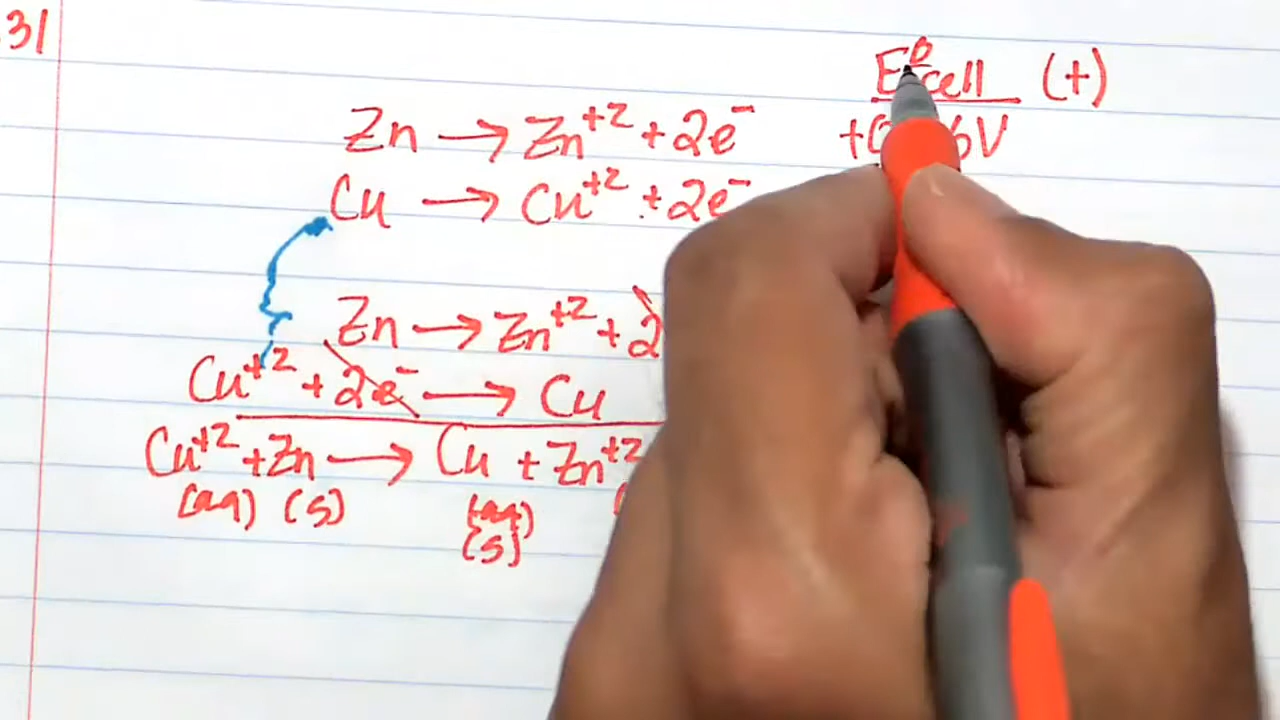 31
E° cell (+)
Zn → Zn⁺² + 2e⁻
Cu → Cu⁺² + 2e⁻
Zn → Zn⁺² + 2
Cu⁺² + 2e⁻ → Cu
Cu⁺² + Zn → Cu + Zn⁺²
(aq) (s) (aq)
(s)